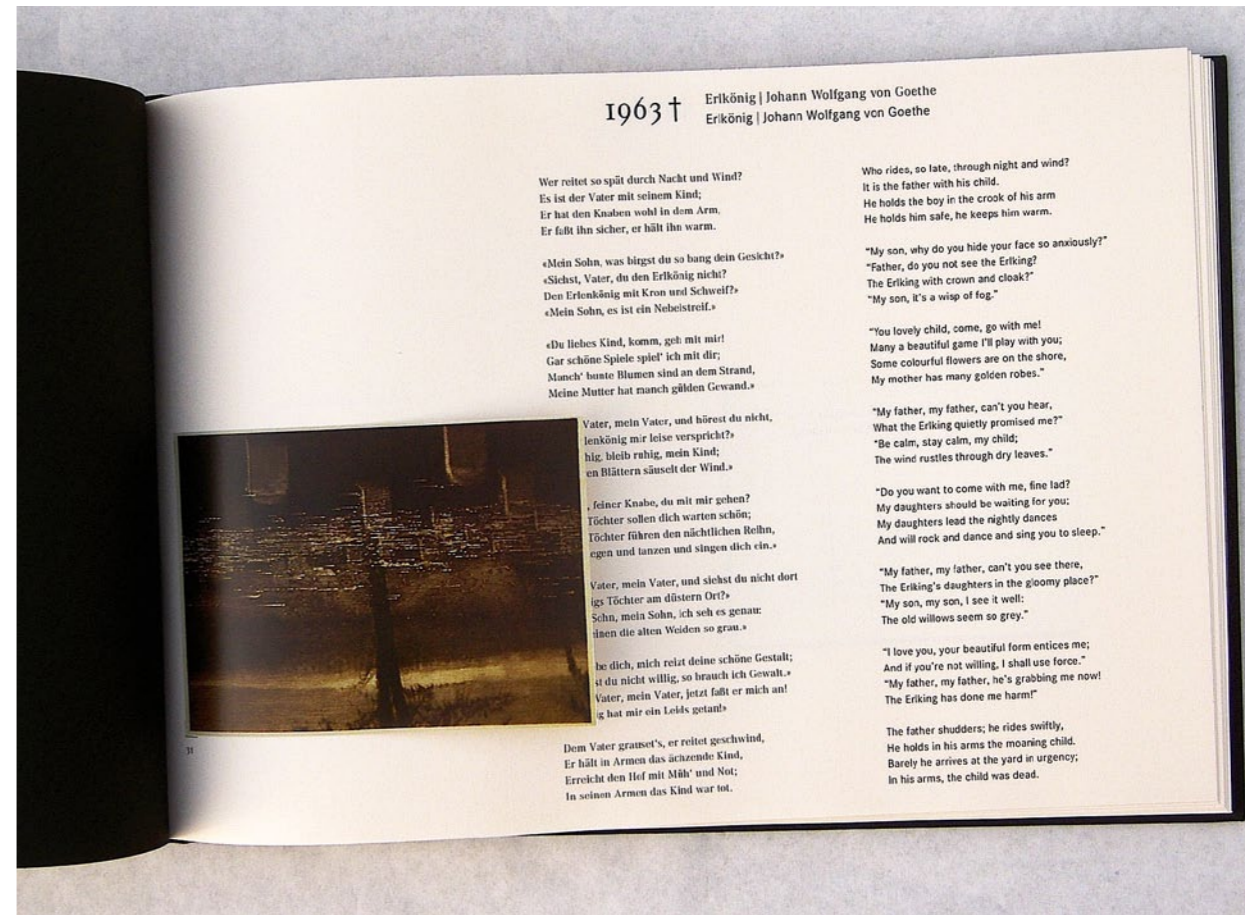 1963 †
Erlkönig | Johann Wolfgang von Goethe
Erlkönig | Johann Wolfgang von Goethe
Wer reitet so spät durch Nacht und Wind?
Es ist der Vater mit seinem Kind;
Er hat den Knaben wohl in dem Arm,
Er faßt ihn sicher, er hält ihn warm.
«Mein Sohn, was birgst du so bang dein Gesicht?»
«Siehst, Vater, du den Erlkönig nicht?
Den Erlenkönig mit Kron und Schweif?»
«Mein Sohn, es ist ein Nebelstreif.»
«Du liebes Kind, komm, geh mit mir!
Gar schöne Spiele spiel' ich mit dir;
Manch' bunte Blumen sind an dem Strand,
Meine Mutter hat manch gülden Gewand.»
Vater, mein Vater, und hörest du nicht,
lenkönig mir leise verspricht?»
hig, bleib ruhig, mein Kind;
en Blättern säuselt der Wind.»
, feiner Knabe, du mit mir gehen?
Töchter sollen dich warten schön;
Töchter führen den nächtlichen Reihn,
egen und tanzen und singen dich ein.»
Vater, mein Vater, und siehst du nicht dort
igs Töchter am düstern Ort?»
Sohn, mein Sohn, ich seh es genau:
einen die alten Weiden so grau.»
be dich, mich reizt deine schöne Gestalt;
st du nicht willig, so brauch ich Gewalt.»
Vater, mein Vater, jetzt faßt er mich an!
ig hat mir ein Leids getan!»
Dem Vater grauset's, er reitet geschwind,
Er hält in Armen das ächzende Kind,
Erreicht den Hof mit Müh' und Not;
In seinen Armen das Kind war tot.
Who rides, so late, through night and wind?
It is the father with his child.
He holds the boy in the crook of his arm
He holds him safe, he keeps him warm.
"My son, why do you hide your face so anxiously?"
"Father, do you not see the Erlking?
The Erlking with crown and cloak?"
"My son, it's a wisp of fog."
"You lovely child, come, go with me!
Many a beautiful game I'll play with you;
Some colourful flowers are on the shore,
My mother has many golden robes."
"My father, my father, can't you hear,
What the Erlking quietly promised me?"
"Be calm, stay calm, my child;
The wind rustles through dry leaves."
"Do you want to come with me, fine lad?
My daughters should be waiting for you;
My daughters lead the nightly dances
And will rock and dance and sing you to sleep."
"My father, my father, can't you see there,
The Erlking's daughters in the gloomy place?"
"My son, my son, I see it well:
The old willows seem so grey."
"I love you, your beautiful form entices me;
And if you're not willing, I shall use force."
"My father, my father, he's grabbing me now!
The Erlking has done me harm!"
The father shudders; he rides swiftly,
He holds in his arms the moaning child.
Barely he arrives at the yard in urgency;
In his arms, the child was dead.